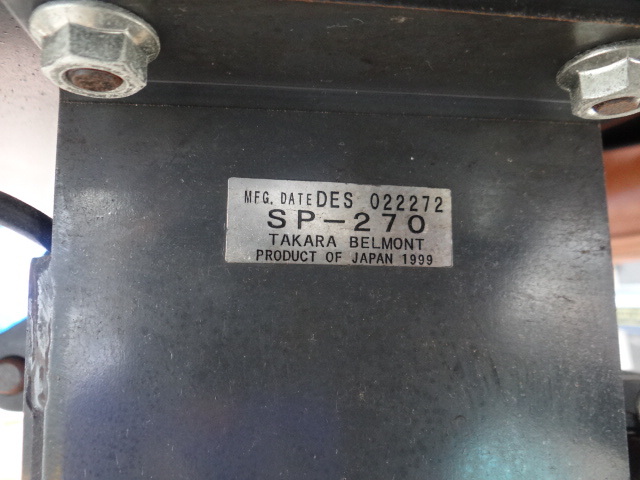 MFG. DATE DES 022272
SP-270
TAKARA BELMONT
PRODUCT OF JAPAN 1999